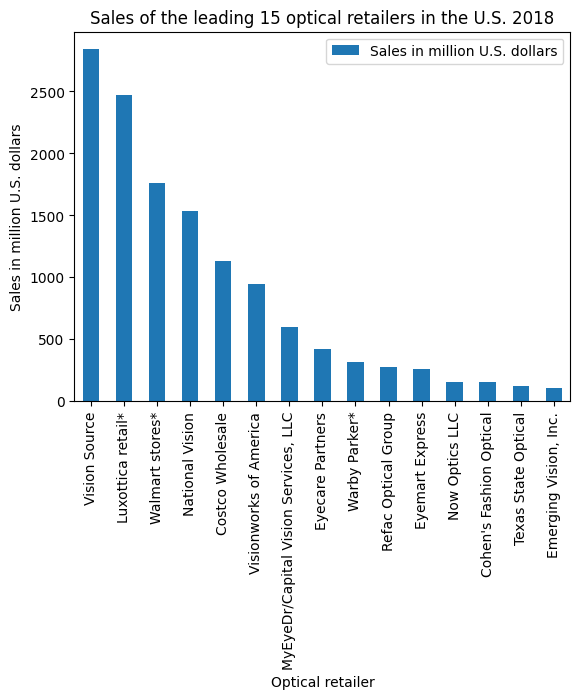 Sales of the leading 15 optical retailers in the U.S. 2018
Sales in million U.S. dollars
Sales in million U.S. dollars
2500
2000
1500
1000
500
0
Vision Source
Luxottica retail*
Walmart stores*
National Vision
Costco Wholesale
Visionworks of America
MyEyeDr/Capital Vision Services, LLC
Eyecare Partners
Warby Parker*
Refac Optical Group
Eyemart Express
Now Optics LLC
Cohen's Fashion Optical
Texas State Optical
Emerging Vision, Inc.
Optical retailer